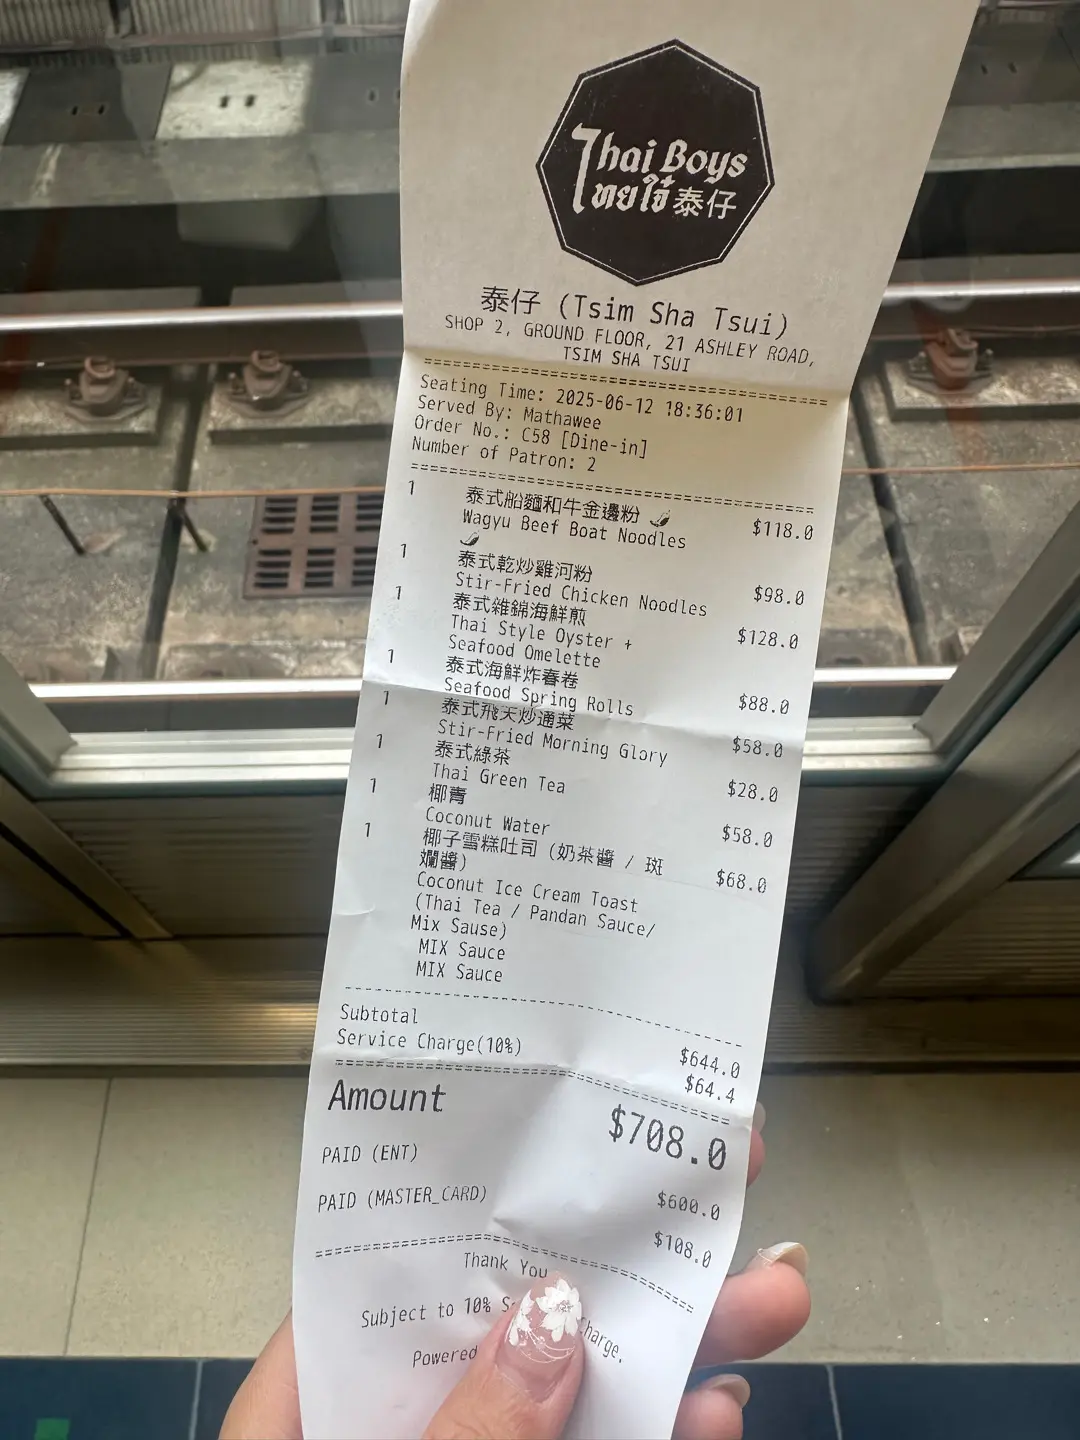 Thai Boys
ไทยใจ๋ 泰仔
泰仔 (Tsim Sha Tsui)
SHOP 2, GROUND FLOOR, 21 ASHLEY ROAD,
TSIM SHA TSUI
Seating Time: 2025-06-12 18:36:01
Served By: Mathawee
Order No.: C58 [Dine-in]
Number of Patron: 2
1 泰式船麵和牛金邊粉 $118.0
Wagyu Beef Boat Noodles
1 泰式乾炒雞河粉 $98.0
Stir-Fried Chicken Noodles
1 泰式雜錦海鮮煎 $128.0
Thai Style Oyster +
Seafood Omelette
1 泰式海鮮炸春卷 $88.0
Seafood Spring Rolls
1 泰式飛天炒通菜 $58.0
Stir-Fried Morning Glory
1 泰式綠茶 $28.0
Thai Green Tea
1 椰青 $58.0
Coconut Water
1 椰子雪糕吐司 (奶茶醬 / 斑 $68.0
斕醬)
Coconut Ice Cream Toast
(Thai Tea / Pandan Sauce/
Mix Sause)
MIX Sauce
MIX Sauce
Subtotal $644.0
Service Charge(10%) $64.4
Amount $708.0
PAID (ENT) $600.0
PAID (MASTER_CARD) $108.0
Thank You
Subject to 10% S harge.
Powered